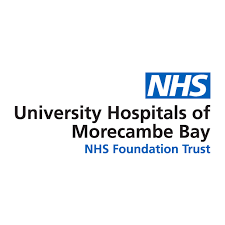 NHS
University Hospitals of
Morecambe Bay
NHS Foundation Trust